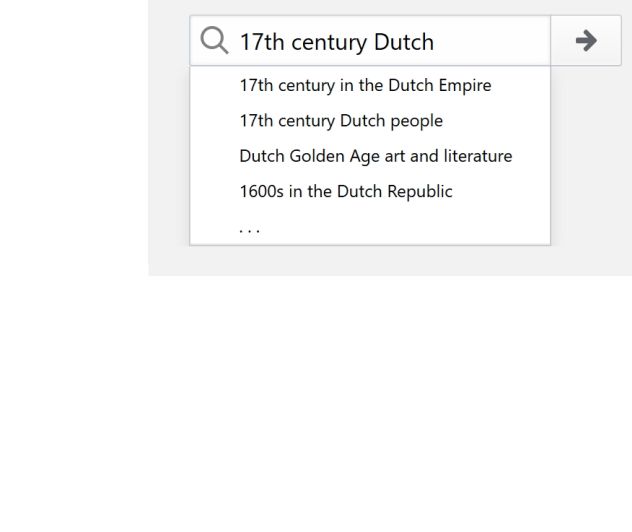 17th century Dutch
17th century in the Dutch Empire
17th century Dutch people
Dutch Golden Age art and literature
1600s in the Dutch Republic
. . .